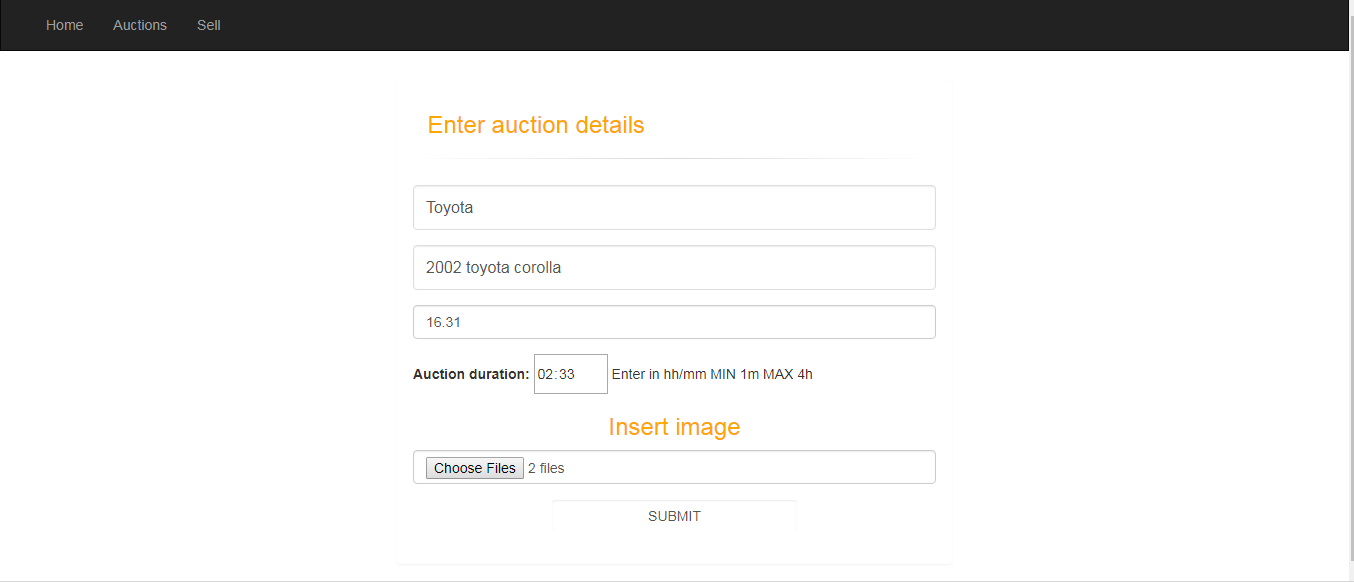 Home Auctions Sell
Enter auction details
Toyota
2002 toyota corolla
16.31
Auction duration: 02:33 Enter in hh/mm MIN 1m MAX 4h
Insert image
Choose Files 2 files
SUBMIT